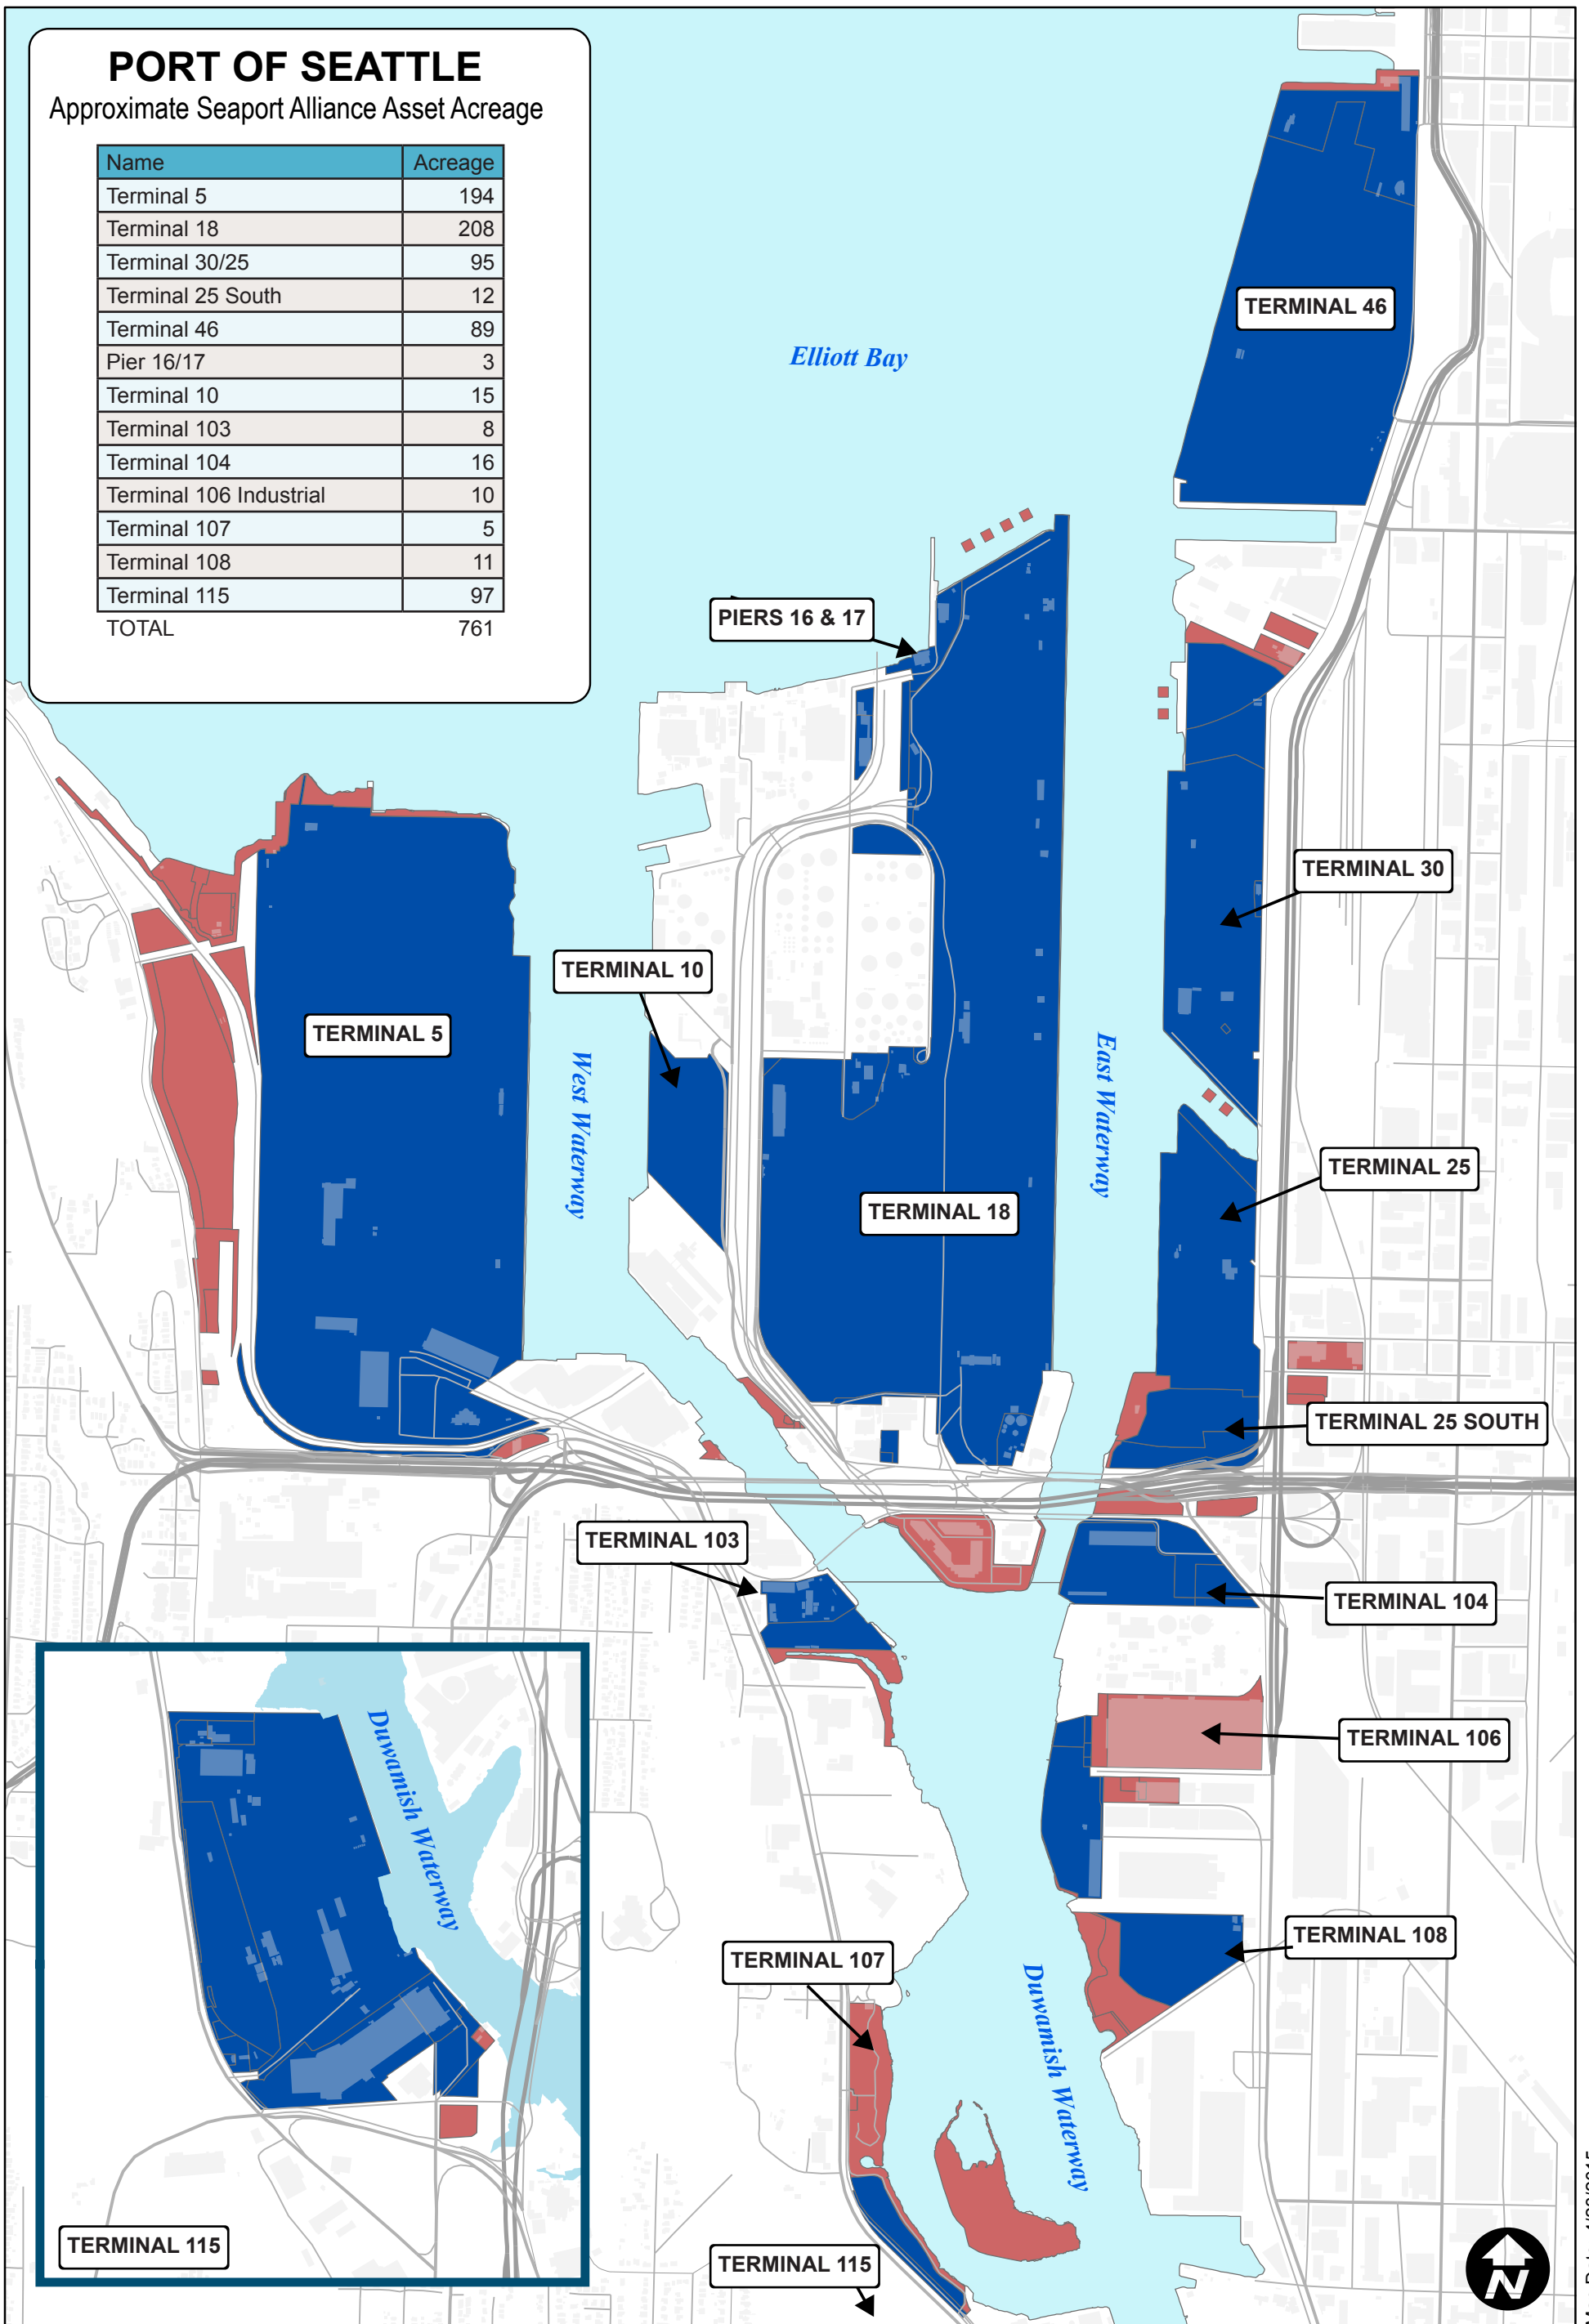 PORT OF SEATTLE
Approximate Seaport Alliance Asset Acreage
Name Acreage
Terminal 5 194
Terminal 18 208
Terminal 30/25 95
Terminal 25 South 12
Terminal 46 89
Pier 16/17 3
Terminal 10 15
Terminal 103 8
Terminal 104 16
Terminal 106 Industrial 10
Terminal 107 5
Terminal 108 11
Terminal 115 97
TOTAL 761
TERMINAL 46
Elliott Bay
PIERS 16 & 17
TERMINAL 30
TERMINAL 10
TERMINAL 5
West Waterway
East Waterway
TERMINAL 25
TERMINAL 18
TERMINAL 25 SOUTH
TERMINAL 103
TERMINAL 104
TERMINAL 106
Duwamish Waterway
TERMINAL 108
TERMINAL 107
Duwamish Waterway
TERMINAL 115
TERMINAL 115
N